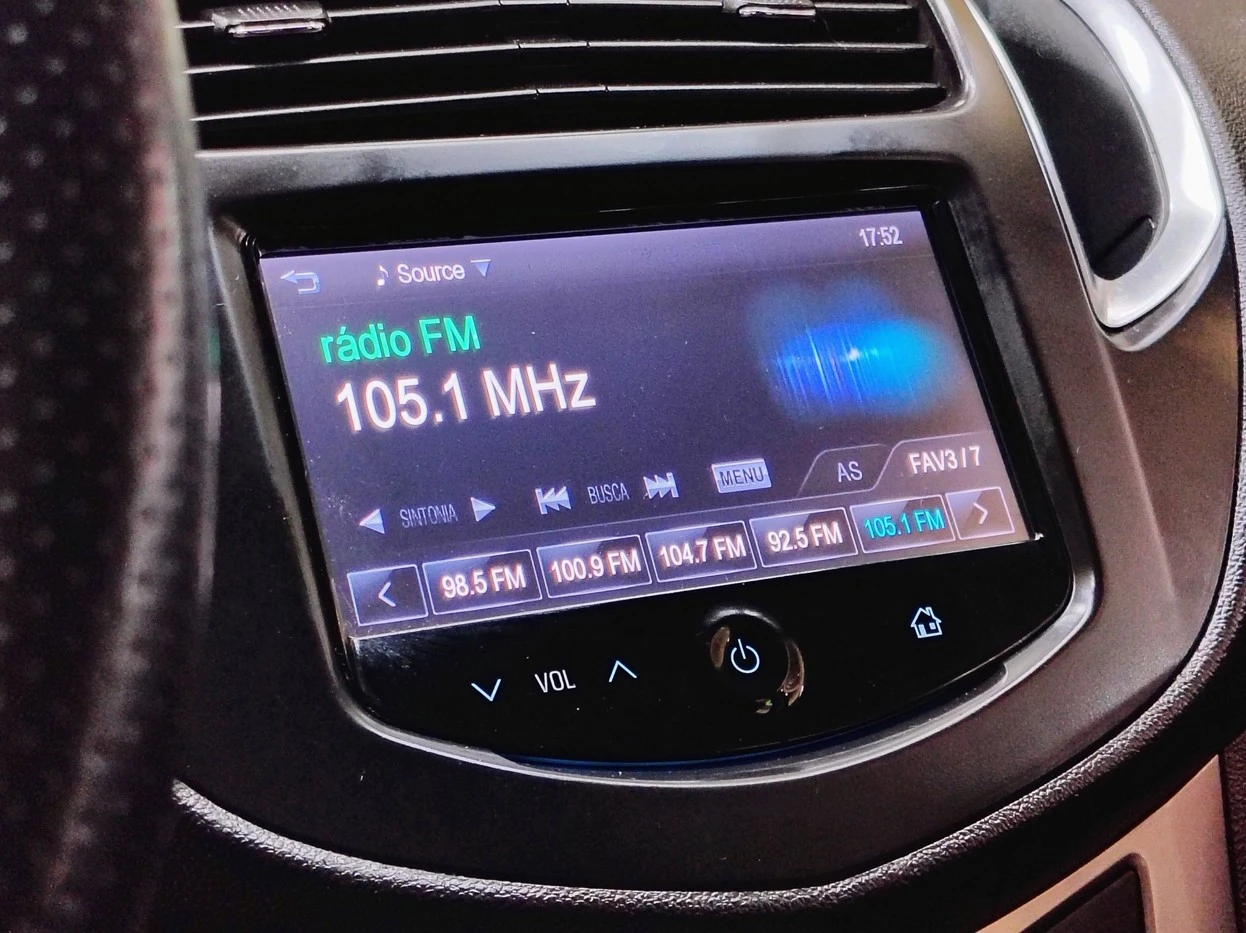 Source 17:52
rádio FM
105.1 MHz
SINTONIA BUSCA MENU AS FAV3 / 7
98.5 FM 100.9 FM 104.7 FM 92.5 FM 105.1 FM
VOL